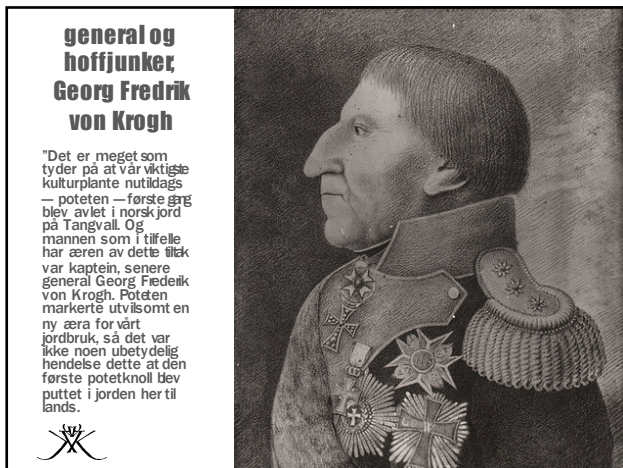 general og
hoffjunker,
Georg Fredrik
von Krogh
"Det er meget som
tyder på at vår viktigste
kulturplante nutildags
— poteten — første gang
blev avlet i norsk jord
på Tangvall. Og
mannen som i tilfelle
har æren av dette tiltak
var kaptein, senere
general Georg Frederik
von Krogh. Poteten
markerte utvilsomt en
ny æra for vårt
jordbruk, så det var
ikke noen ubetydelig
hendelse dette at den
første potetknoll blev
puttet i jorden her til
lands.